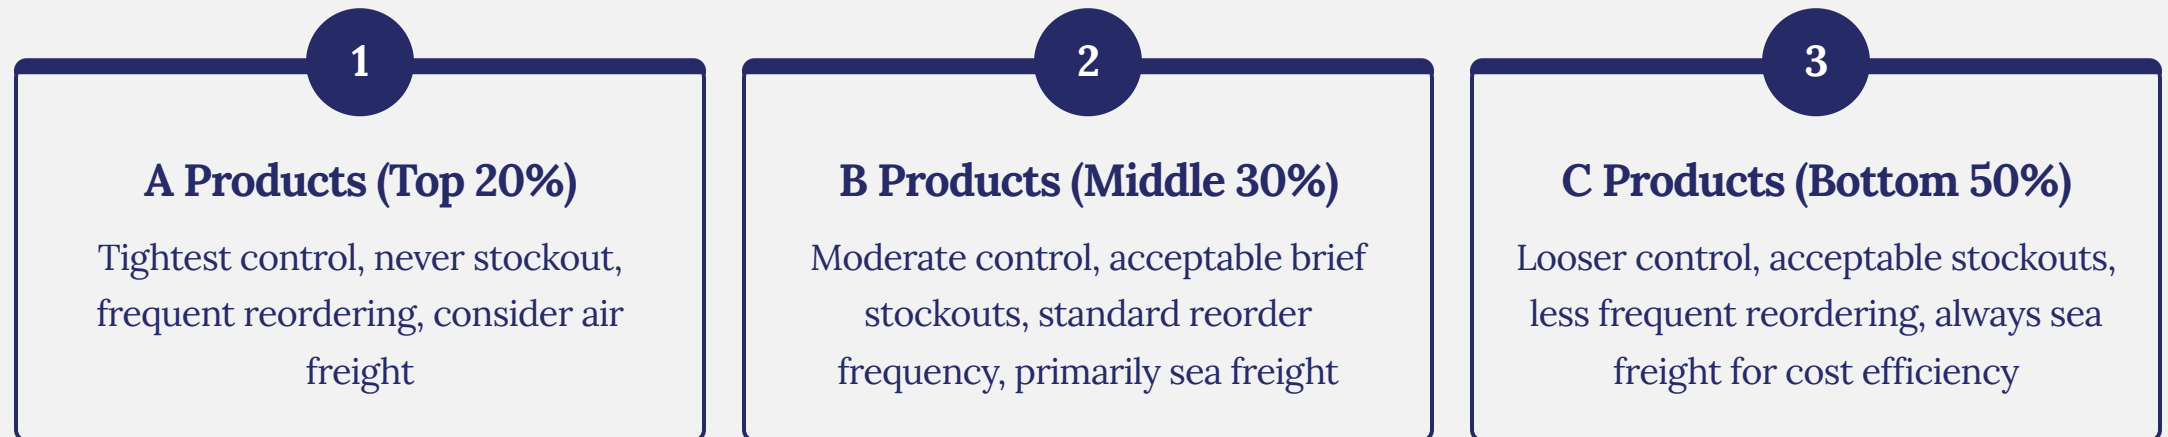 1
A Products (Top 20%)
Tightest control, never stockout,
frequent reordering, consider air
freight
2
B Products (Middle 30%)
Moderate control, acceptable brief
stockouts, standard reorder
frequency, primarily sea freight
3
C Products (Bottom 50%)
Looser control, acceptable stockouts,
less frequent reordering, always sea
freight for cost efficiency